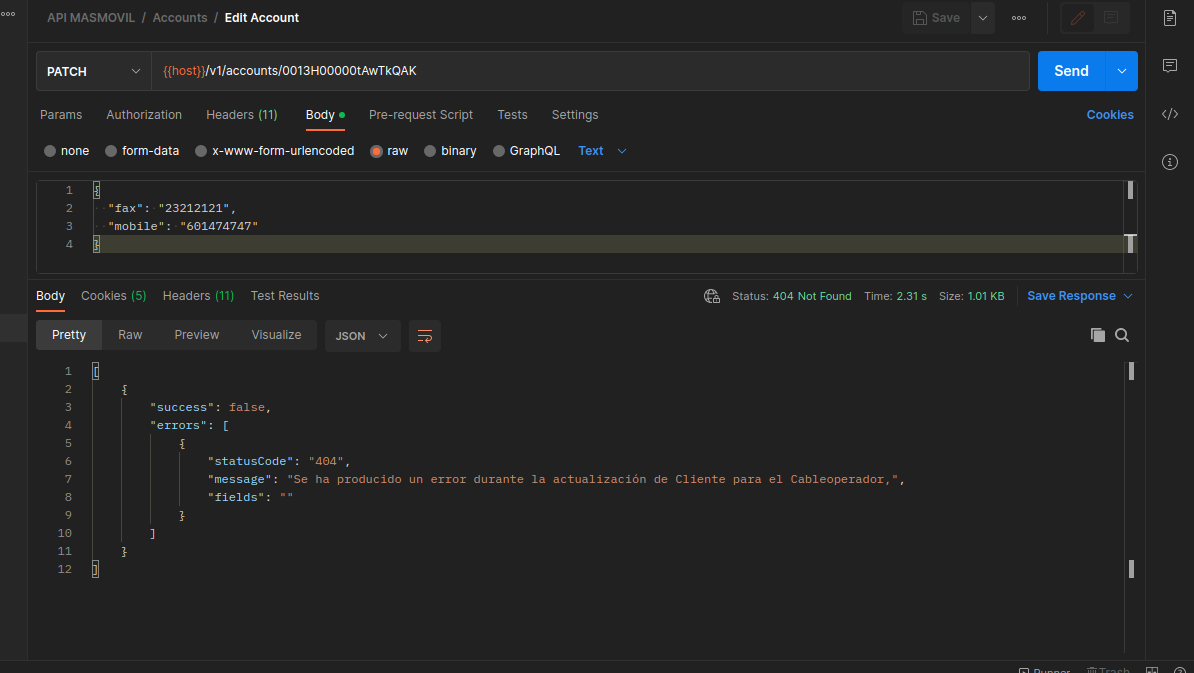 API MASMOVIL / Accounts / Edit Account
Save
PATCH
{{host}}/v1/accounts/0013H00000tAwTkQAK
Send
Params Authorization Headers (11) Body Pre-request Script Tests Settings Cookies
none form-data x-www-form-urlencoded raw binary GraphQL Text
1 {
2 "fax": "23212121",
3 "mobile": "601474747"
4 }
Body Cookies (5) Headers (11) Test Results Status: 404 Not Found Time: 2.31 s Size: 1.01 KB Save Response
Pretty Raw Preview Visualize JSON
1 [
2 {
3 "success": false,
4 "errors": [
5 {
6 "statusCode": "404",
7 "message": "Se ha producido un error durante la actualización de Cliente para el Cableoperador,",
8 "fields": ""
9 }
10 ]
11 }
12 ]
Runner Trash